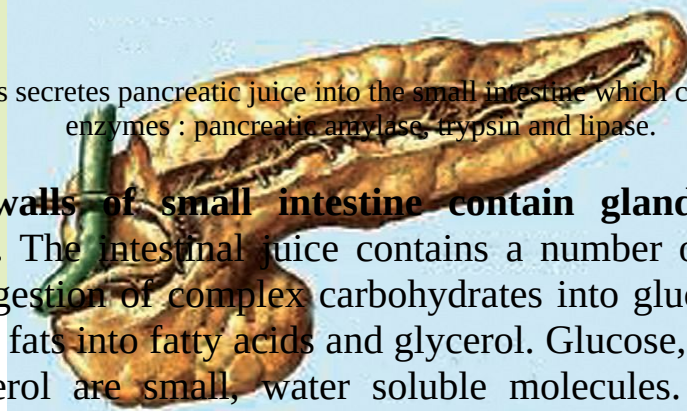 s secretes pancreatic juice into the small intestine which c
enzymes : pancreatic amylase, trypsin and lipase.
walls of small intestine contain gland
. The intestinal juice contains a number o
gestion of complex carbohydrates into glu
fats into fatty acids and glycerol. Glucose,
erol are small, water soluble molecules.